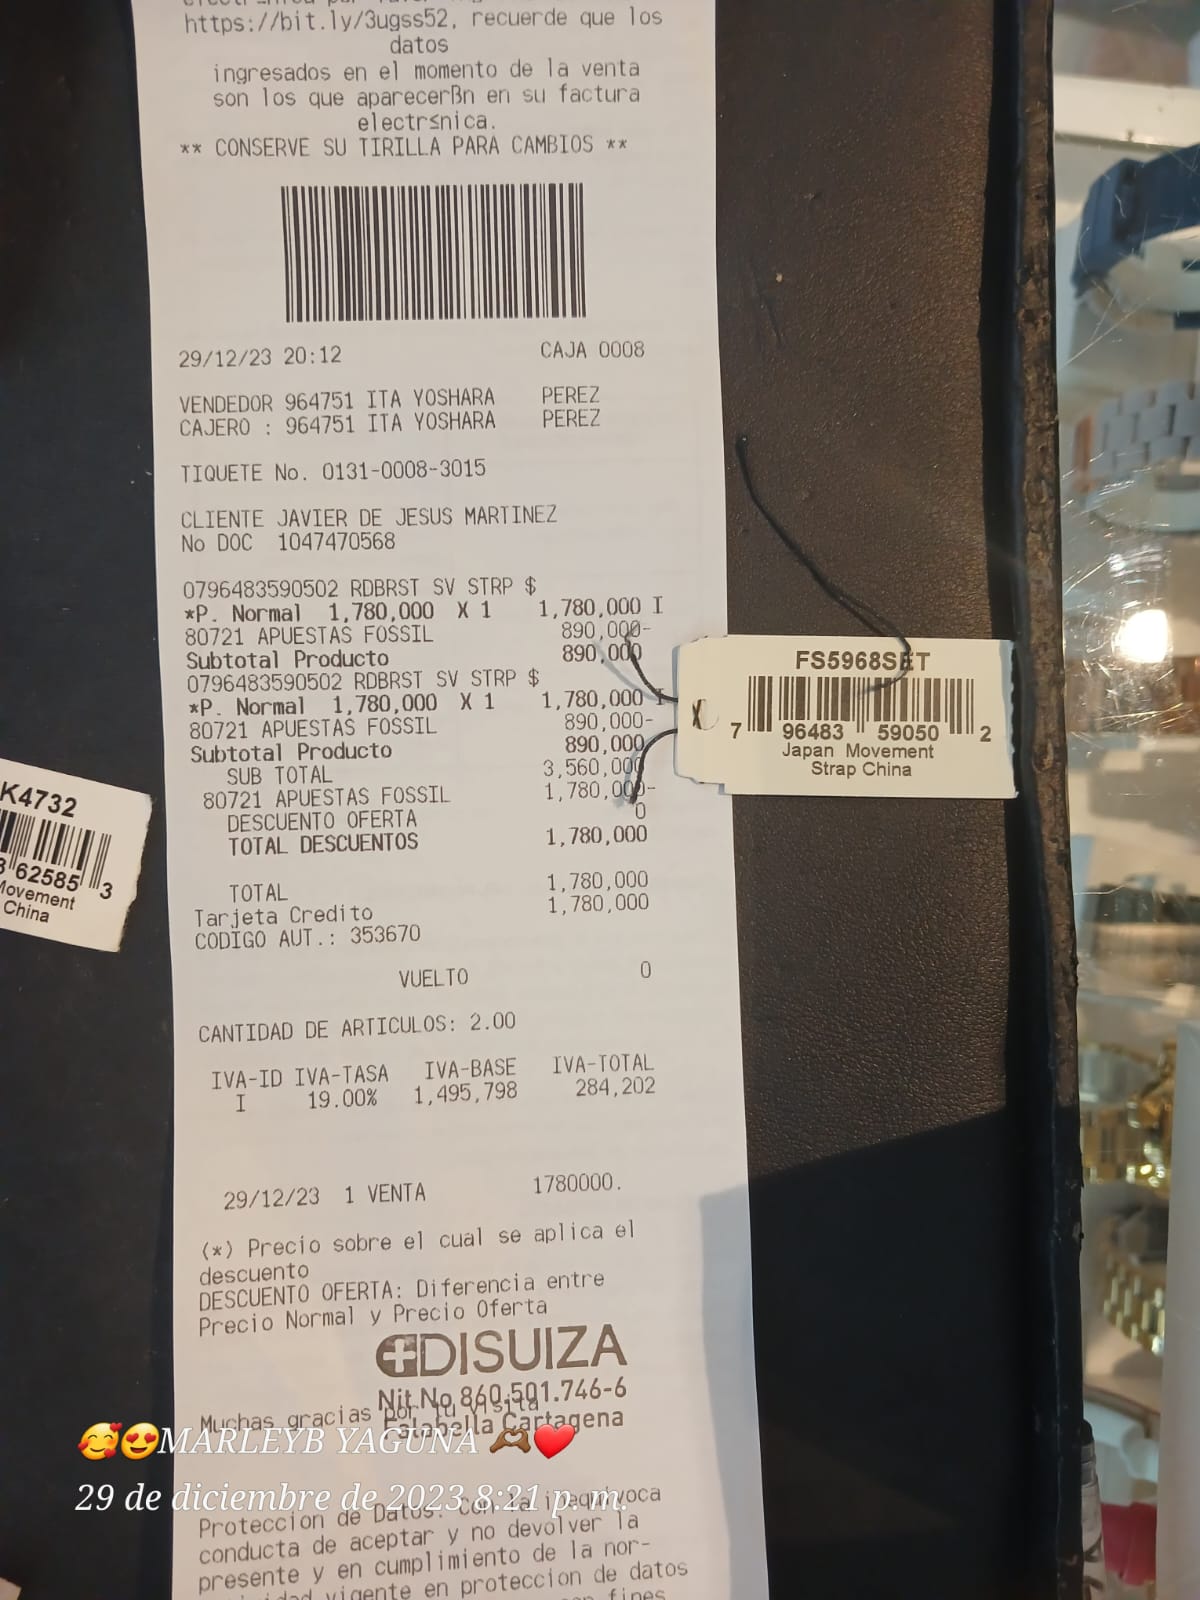 https://bit.ly/3ugss52, recuerde que los
datos
ingresados en el momento de la venta
son los que aparecerßn en su factura
electr≤nica.
** CONSERVE SU TIRILLA PARA CAMBIOS **
29/12/23 20:12 CAJA 0008
VENDEDOR 964751 ITA YOSHARA PEREZ
CAJERO : 964751 ITA YOSHARA PEREZ
TIQUETE No. 0131-0008-3015
CLIENTE JAVIER DE JESUS MARTINEZ
No DOC 1047470568
0796483590502 RDBRST SV STRP $
*P. Normal 1,780,000 X 1 1,780,000 I
80721 APUESTAS FOSSIL 890,000-
Subtotal Producto 890,000
0796483590502 RDBRST SV STRP $
*P. Normal 1,780,000 X 1 1,780,000 I
80721 APUESTAS FOSSIL 890,000-
Subtotal Producto 890,000
SUB TOTAL 3,560,000
80721 APUESTAS FOSSIL 1,780,000-
DESCUENTO OFERTA 0
TOTAL DESCUENTOS 1,780,000
TOTAL 1,780,000
Tarjeta Credito 1,780,000
CODIGO AUT.: 353670
VUELTO 0
CANTIDAD DE ARTICULOS: 2.00
IVA-ID IVA-TASA IVA-BASE IVA-TOTAL
I 19.00% 1,495,798 284,202
29/12/23 1 VENTA 1780000.
(*) Precio sobre el cual se aplica el
descuento
DESCUENTO OFERTA: Diferencia entre
Precio Normal y Precio Oferta
DISUIZA
Nit.No 860.501.746-6
Muchas gracias por tu visita
Falabella Cartagena
🥰😍MARLEYB YAGUNA 🫶🏾❤️
29 de diciembre de 2023 8:21 p. m.
Proteccion de Datos: Con la inequivoca
conducta de aceptar y no devolver la
presente y en cumplimiento de la nor-
vigente en proteccion de datos
fines
FS5968SET
7 96483 59050 2
Japan Movement
Strap China
K4732
62585 3
Movement
China